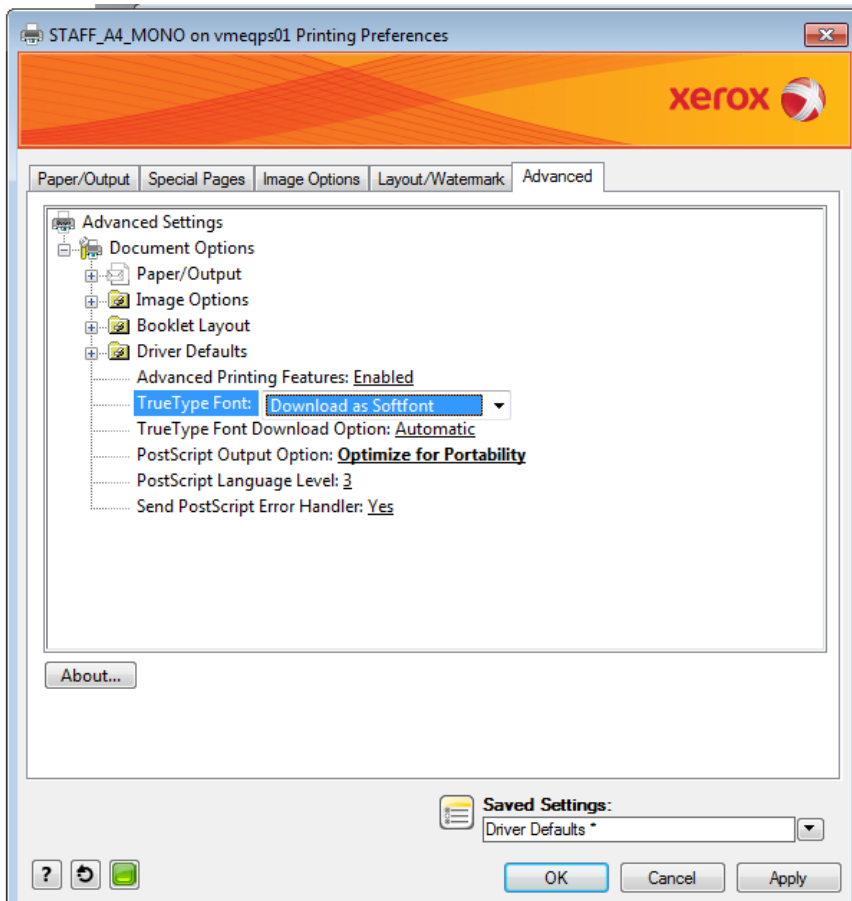 STAFF_A4_MONO on vmeqps01 Printing Preferences
xerox
Paper/Output Special Pages Image Options Layout/Watermark Advanced
Advanced Settings
Document Options
Paper/Output
Image Options
Booklet Layout
Driver Defaults
Advanced Printing Features: Enabled
TrueType Font: Download as Softfont
TrueType Font Download Option: Automatic
PostScript Output Option: Optimize for Portability
PostScript Language Level: 3
Send PostScript Error Handler: Yes
About...
Saved Settings:
Driver Defaults *
? OK Cancel Apply